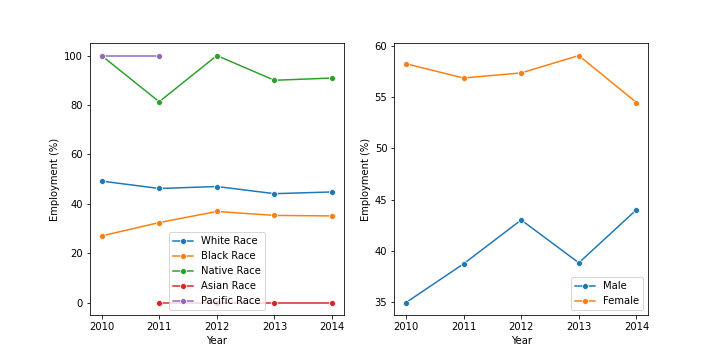 100
80
60
40
20
0
Employment (%)
2010 2011 2012 2013 2014
Year
White Race
Black Race
Native Race
Asian Race
Pacific Race
60
55
50
45
40
35
Employment (%)
2010 2011 2012 2013 2014
Year
Male
Female